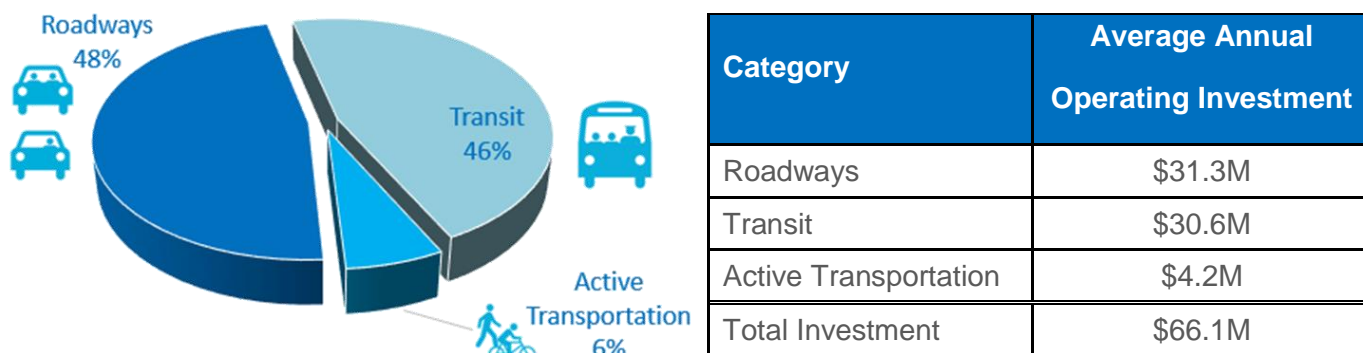 Roadways
48%
Transit
46%
Active
Transportation
6%
Category
Average Annual
Operating Investment
Roadways
$31.3M
Transit
$30.6M
Active Transportation
$4.2M
Total Investment
$66.1M